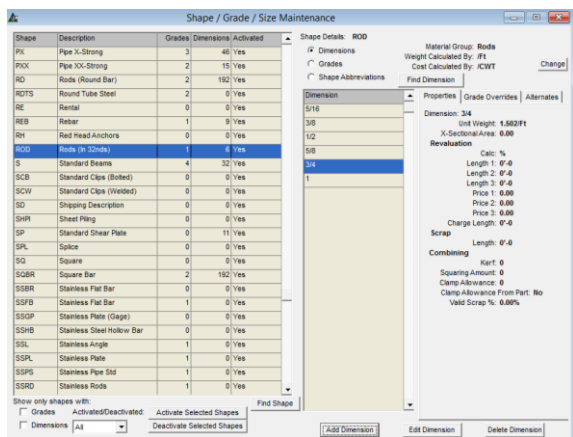 Shape / Grade / Size Maintenance
Shape Description Grades Dimensions Activated
PX Pipe X-Strong 3 46 Yes
PXX Pipe XX-Strong 2 15 Yes
RD Rods (Round Bar) 2 192 Yes
RDTS Round Tube Steel 2 0 Yes
RE Rental 0 0 Yes
REB Rebar 1 9 Yes
RH Red Head Anchors 0 0 Yes
ROD Rods (In 32nds) 1 6 Yes
S Standard Beams 4 32 Yes
SCB Standard Clips (Bolted) 0 0 Yes
SCW Standard Clips (Welded) 0 0 Yes
SD Shipping Description 0 0 Yes
SHPI Sheet Piling 0 0 Yes
SP Standard Shear Plate 0 11 Yes
SPL Splice 0 0 Yes
SQ Square 0 0 Yes
SQBR Square Bar 2 192 Yes
SSBR Stainless Flat Bar 0 0 Yes
SSFB Stainless Flat Bar 1 0 Yes
SSGP Stainless Plate (Gage) 0 0 Yes
SSHB Stainless Steel Hollow Bar 0 0 Yes
SSL Stainless Angle 1 0 Yes
SSPL Stainless Plate 1 0 Yes
SSPS Stainless Pipe Std 1 0 Yes
SSRD Stainless Rods 1 0 Yes
Show only shapes with:
Find Shape
Grades Activated/Deactivated: Activate Selected Shapes
Dimensions All Deactivate Selected Shapes
Shape Details: ROD
Dimensions
Grades
Shape Abbreviations
Material Group: Rods
Weight Calculated By: /Ft
Cost Calculated By: /CWT
Change
Find Dimension
Dimension
5/16
3/8
1/2
5/8
3/4
1
Properties Grade Overrides Alternates
Dimension: 3/4
Unit Weight: 1.502/Ft
X-Sectional Area: 0.00
Revaluation
Calc: %
Length 1: 0'-0
Length 2: 0'-0
Length 3: 0'-0
Price 1: 0.00
Price 2: 0.00
Price 3: 0.00
Charge Length: 0'-0
Scrap
Length: 0'-0
Combining
Kerf: 0
Squaring Amount: 0
Clamp Allowance: 0
Clamp Allowance From Part: No
Valid Scrap %: 0.00%
Add Dimension Edit Dimension Delete Dimension